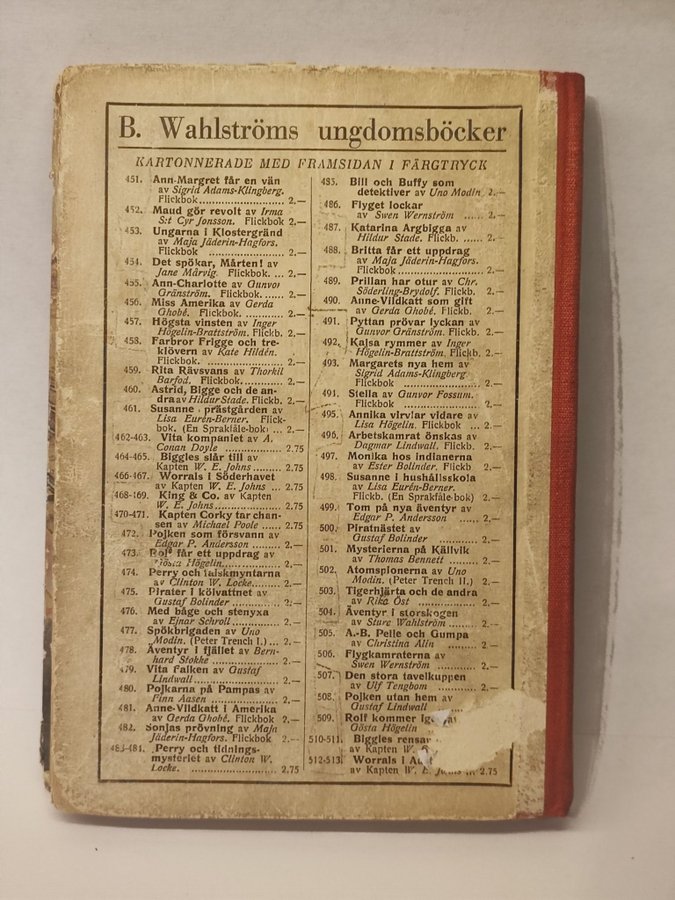 B. Wahlströms ungdomsböcker
KARTONNERADE MED FRAMSIDAN I FÄRGTRYCK
451. Ann-Margret får en vän
av Sigrid Adams-Klingberg.
Flickbok ........ 2.—
452. Maud gör revolt av Irma
S:t Cyr Jonsson. Flickbok 2.—
453. Ungarna i Klostergränd
av Maja Jäderin-Hagfors.
Flickbok ........ 2.—
454. Det spökar, Mårten! av
Jane Mårvig. Flickbok. ... 2.—
455. Ann-Charlotte av Gunvor
Gränström. Flickbok. ...... 2.—
456. Miss Amerika av Gerda
Ghobé. Flickbok. ........ 2.—
457. Högsta vinsten av Inger
Högelin-Brattström. Flickb. 2.—
458. Farbror Frigge och tre-
klövern av Kate Hildén.
Flickbok. ........ 2.—
459. Rita Rävsvans av Thorkil
Barfod. Flickbok. ........ 2.—
460. Astrid, Bigge och de an-
dra av Hildur Stade. Flickb. 2.—
461. Susanne i prästgården av
Lisa Eurén-Berner. Flick-
bok. (En Språkfåle-bok) ... 2.—
462-463. Vita kompaniet av A.
Conan Doyle ........ 2.75
464-465. Biggles slår till av
Kapten W. E. Johns ........ 2.75
466-467. Worrals i Söderhavet
av Kapten W. E. Johns ... 2.75
468-469. King & Co. av Kapten
W. E. Johns ........ 2.75
470-471. Kapten Corky tar chan-
sen av Michael Poole ...... 2.75
472. Pojken som försvann av
Edgar P. Andersson ........ 2.—
473. Rolf får ett uppdrag av
Gösta Högelin ........ 2.—
474. Perry och falskmyntarna
av Clinton W. Locke ........ 2.—
475. Pirater i kölvattnet av
Gustaf Bolinder ........ 2.—
476. Med båge och stenyxa
av Ejnar Schroll ........ 2.—
477. Spökbrigaden av Uno
Modin. (Peter Trench I.) ... 2.—
478. Äventyr i fjället av Bern-
hard Stokke ........ 2.—
479. Vita Falken av Gustaf
Lindwall ........ 2.—
480. Pojkarna på Pampas av
Finn Aasen ........ 2.—
481. Anne-Vildkatt i Amerika
av Gerda Ghobé. Flickbok 2.—
482. Sonjas prövning av Maja
Jäderin-Hagfors. Flickbok 2.—
483-484. Perry och tidnings-
mysteriet av Clinton W.
Locke. ........ 2.75
485. Bill och Buffy som
detektiver av Uno Modin 2.—
486. Flyget lockar
av Swen Wernström ...... 2.—
487. Katarina Argbigga av
Hildur Stade. Flickb. ...... 2.—
488. Britta får ett uppdrag
av Maja Jäderin-Hagfors.
Flickbok ........ 2.—
489. Prillan har otur av Chr.
Söderling-Brydolf. Flickb. 2.—
490. Anne-Vildkatt som gift
av Gerda Ghobé. Flickb. 2.—
491. Pyttan prövar lyckan av
Gunvor Gränström. Flickb. 2.—
492. Kajsa rymmer av Inger
Högelin-Brattström. Flickb. 2.—
493. Margarets nya hem av
Sigrid Adams-Klingberg.
Flickbok ........ 2.—
494. Stella av Gunvor Fossum.
Flickbok ........ 2.—
495. Annika virvlar vidare av
Lisa Högelin. Flickbok ... 2.—
496. Arbetskamrat önskas av
Dagmar Lindwall. Flickb. 2.—
497. Monika hos indianerna
av Ester Bolinder. Flickb 2.—
498. Susanne i hushållsskola
av Lisa Eurén-Berner.
Flickb. (En Språkfåle-bok) 2.—
499. Tom på nya äventyr av
Edgar P. Andersson ...... 2.—
500. Piratnästet av
Gustaf Bolinder ........ 2.—
501. Mysterierna på Källvik
av Thomas Bennett ........ 2.—
502. Atomspionerna av Uno
Modin. (Peter Trench II.) 2.—
503. Tigerhjärta och de andra
av Rika Öst ........ 2.—
504. Äventyr i storskogen
av Sture Wahlström ........ 2.—
505. A.-B. Pelle och Gumpa
av Christina Alin ........ 2.—
506. Flygkamraterna av
Swen Wernström ........ 2.—
507. Den stora tavelkuppen
av Ulf Tengbom ........ 2.—
508. Pojken utan hem av
Gustaf Lindwall
509. Rolf kommer
Gösta Högelin
510-511. Biggles rensar
av Kapten W.
512-513. Worrals i
av Kapten W. E. Johns ... 2.75